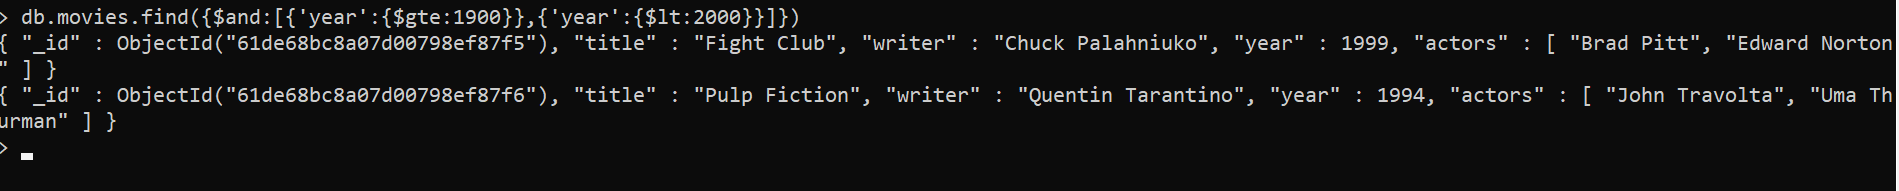 > db.movies.find({$and:[{'year':{$gte:1900}},{'year':{$lt:2000}}]})
{ "_id" : ObjectId("61de68bc8a07d00798ef87f5"), "title" : "Fight Club", "writer" : "Chuck Palahniuko", "year" : 1999, "actors" : [ "Brad Pitt", "Edward Norton
" ] }
{ "_id" : ObjectId("61de68bc8a07d00798ef87f6"), "title" : "Pulp Fiction", "writer" : "Quentin Tarantino", "year" : 1994, "actors" : [ "John Travolta", "Uma Th
urman" ] }
>